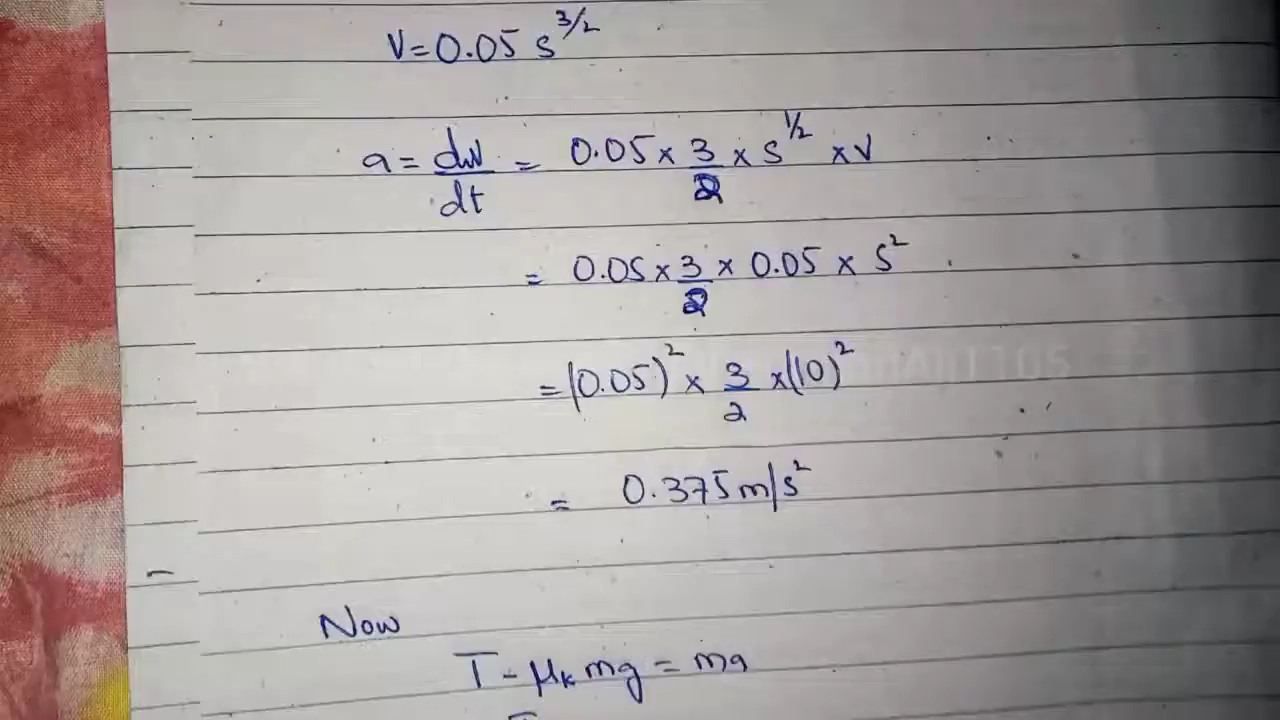 V=0.05 s^3/2
a = dv/dt = 0.05 × 3/2 × s^1/2 × v
= 0.05 × 3/2 × 0.05 × s^2
= (0.05)^2 × 3/2 × (10)^2
= 0.375 m/s^2
Now
T - μk mg = ma